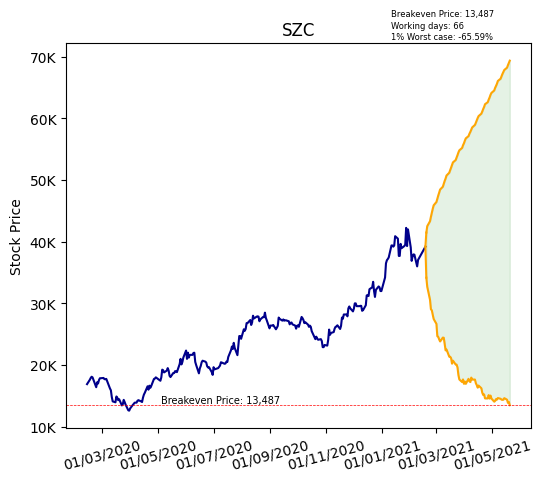 Breakeven Price: 13,487
Working days: 66
1% Worst case: -65.59%
SZC
Stock Price
70K
60K
50K
40K
30K
20K
10K
Breakeven Price: 13,487
01/03/2020
01/05/2020
01/07/2020
01/09/2020
01/11/2020
01/01/2021
01/03/2021
01/05/2021